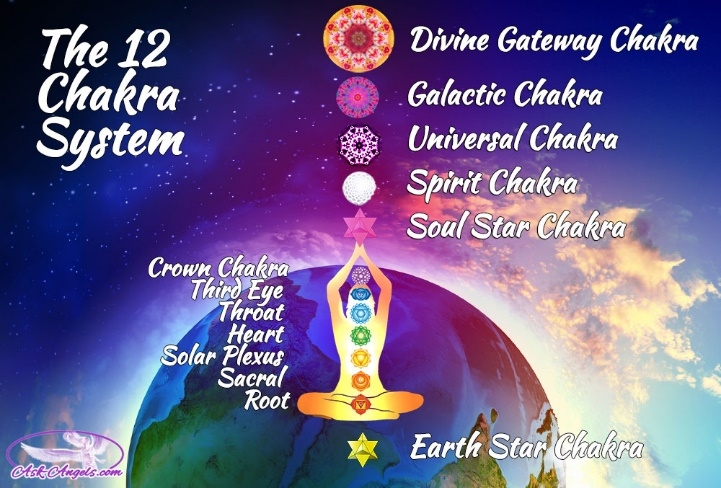 The 12
Chakra
System
Divine Gateway Chakra
Galactic Chakra
Universal Chakra
Spirit Chakra
Soul Star Chakra
Crown Chakra
Third Eye
Throat
Heart
Solar Plexus
Sacral
Root
Earth Star Chakra
Ask-Angels.com